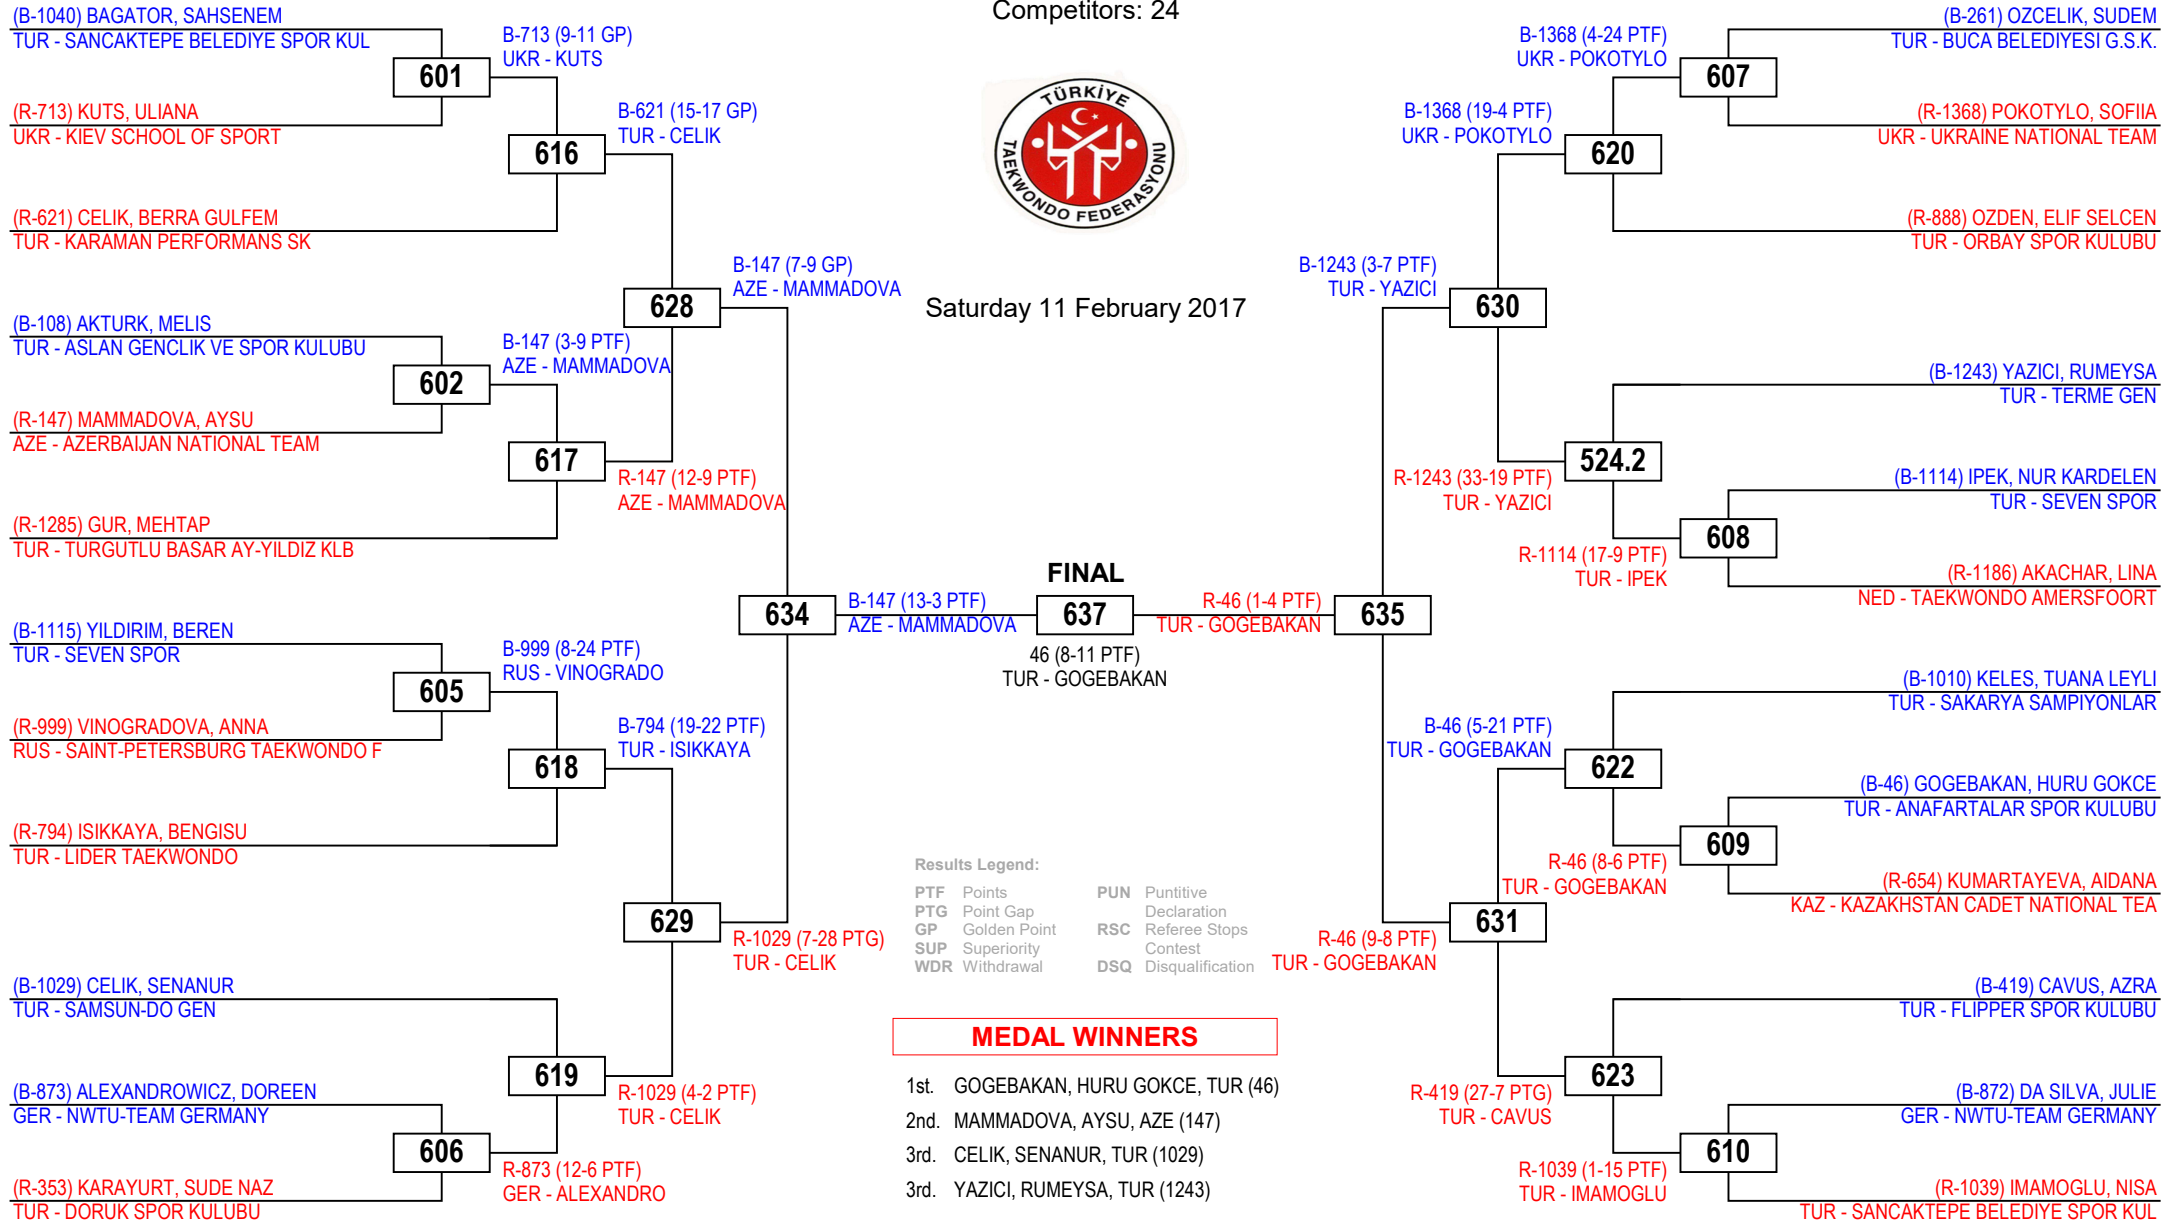 Competitors: 24
TÜRKİYE
TAEKWONDO FEDERASYONU
Saturday 11 February 2017
(B-1040) BAGATOR, SAHSENEM
TUR - SANCAKTEPE BELEDIYE SPOR KUL
601
(R-713) KUTS, ULIANA
UKR - KIEV SCHOOL OF SPORT
B-713 (9-11 GP)
UKR - KUTS
616
(R-621) CELIK, BERRA GULFEM
TUR - KARAMAN PERFORMANS SK
B-621 (15-17 GP)
TUR - CELIK
628
(B-108) AKTURK, MELIS
TUR - ASLAN GENCLIK VE SPOR KULUBU
602
(R-147) MAMMADOVA, AYSU
AZE - AZERBAIJAN NATIONAL TEAM
B-147 (3-9 PTF)
AZE - MAMMADOVA
617
(R-1285) GUR, MEHTAP
TUR - TURGUTLU BASAR AY-YILDIZ KLB
R-147 (12-9 PTF)
AZE - MAMMADOVA
B-147 (7-9 GP)
AZE - MAMMADOVA
634
(B-1115) YILDIRIM, BEREN
TUR - SEVEN SPOR
605
(R-999) VINOGRADOVA, ANNA
RUS - SAINT-PETERSBURG TAEKWONDO F
B-999 (8-24 PTF)
RUS - VINOGRADO
618
(R-794) ISIKKAYA, BENGISU
TUR - LIDER TAEKWONDO
B-794 (19-22 PTF)
TUR - ISIKKAYA
629
(B-1029) CELIK, SENANUR
TUR - SAMSUN-DO GEN
619
(B-873) ALEXANDROWICZ, DOREEN
GER - NWTU-TEAM GERMANY
606
(R-353) KARAYURT, SUDE NAZ
TUR - DORUK SPOR KULUBU
R-873 (12-6 PTF)
GER - ALEXANDRO
R-1029 (4-2 PTF)
TUR - CELIK
R-1029 (7-28 PTG)
TUR - CELIK
B-147 (13-3 PTF)
AZE - MAMMADOVA
FINAL
637
46 (8-11 PTF)
TUR - GOGEBAKAN
R-46 (1-4 PTF)
TUR - GOGEBAKAN
635
(B-261) OZCELIK, SUDEM
TUR - BUCA BELEDIYESI G.S.K.
607
(R-1368) POKOTYLO, SOFIIA
UKR - UKRAINE NATIONAL TEAM
B-1368 (4-24 PTF)
UKR - POKOTYLO
620
(R-888) OZDEN, ELIF SELCEN
TUR - ORBAY SPOR KULUBU
B-1368 (19-4 PTF)
UKR - POKOTYLO
630
B-1243 (3-7 PTF)
TUR - YAZICI
(B-1243) YAZICI, RUMEYSA
TUR - TERME GEN
524.2
(B-1114) IPEK, NUR KARDELEN
TUR - SEVEN SPOR
608
(R-1186) AKACHAR, LINA
NED - TAEKWONDO AMERSFOORT
R-1114 (17-9 PTF)
TUR - IPEK
R-1243 (33-19 PTF)
TUR - YAZICI
(B-1010) KELES, TUANA LEYLI
TUR - SAKARYA SAMPIYONLAR
622
(B-46) GOGEBAKAN, HURU GOKCE
TUR - ANAFARTALAR SPOR KULUBU
609
(R-654) KUMARTAYEVA, AIDANA
KAZ - KAZAKHSTAN CADET NATIONAL TEA
R-46 (8-6 PTF)
TUR - GOGEBAKAN
B-46 (5-21 PTF)
TUR - GOGEBAKAN
631
R-46 (9-8 PTF)
TUR - GOGEBAKAN
(B-419) CAVUS, AZRA
TUR - FLIPPER SPOR KULUBU
623
(B-872) DA SILVA, JULIE
GER - NWTU-TEAM GERMANY
610
(R-1039) IMAMOGLU, NISA
TUR - SANCAKTEPE BELEDIYE SPOR KUL
R-1039 (1-15 PTF)
TUR - IMAMOGLU
R-419 (27-7 PTG)
TUR - CAVUS
Results Legend:
PTF Points
PTG Point Gap
GP Golden Point
SUP Superiority
WDR Withdrawal
PUN Puntitive
Declaration
RSC Referee Stops
Contest
DSQ Disqualification
MEDAL WINNERS
1st. GOGEBAKAN, HURU GOKCE, TUR (46)
2nd. MAMMADOVA, AYSU, AZE (147)
3rd. CELIK, SENANUR, TUR (1029)
3rd. YAZICI, RUMEYSA, TUR (1243)